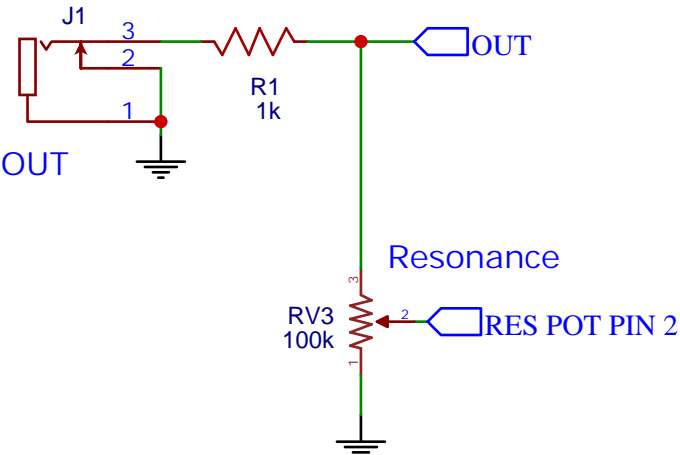 J1
3
2
1
OUT
R1
1k
OUT
Resonance
3
RV3
100k
2
RES POT PIN 2
1